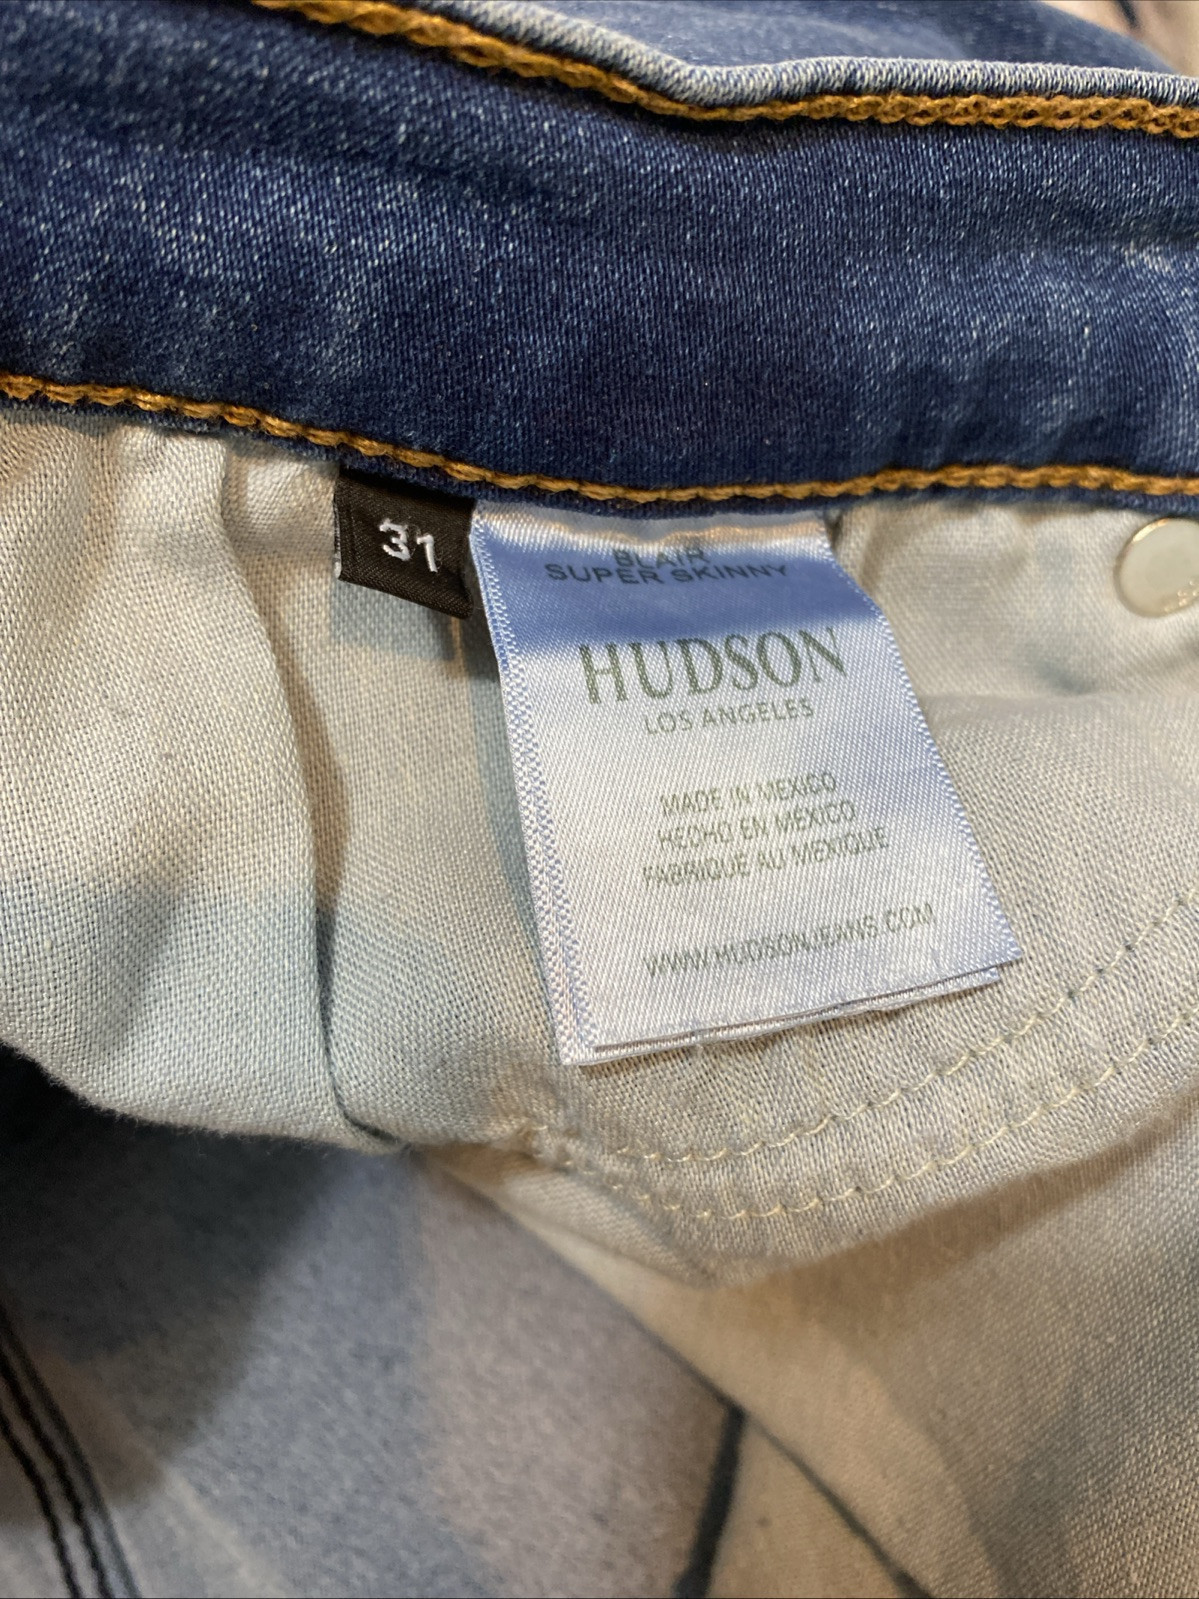 31
BLAIR
SUPER SKINNY
HUDSON
LOS ANGELES
MADE IN MEXICO
HECHO EN MEXICO
FABRIQUE AU MEXIQUE
WWW.HUDSONJEANS.COM